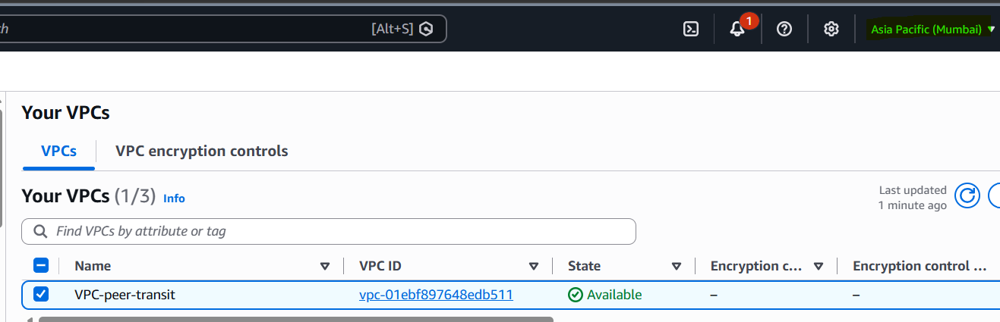 [Alt+S] 1 Asia Pacific (Mumbai)
Your VPCs
VPCs VPC encryption controls
Your VPCs (1/3) Info
Last updated
1 minute ago
Find VPCs by attribute or tag
Name VPC ID State Encryption c... Encryption control ...
VPC-peer-transit vpc-01ebf897648edb511 Available – –